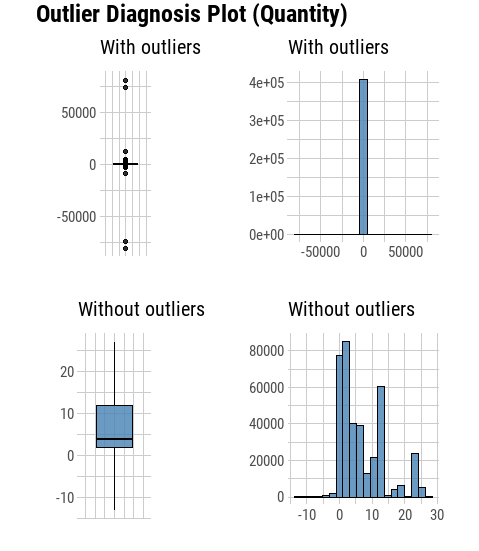 Outlier Diagnosis Plot (Quantity)
With outliers
With outliers
50000
0
-50000
4e+05
3e+05
2e+05
1e+05
0e+00
-50000 0 50000
Without outliers
Without outliers
20
10
0
-10
80000
60000
40000
20000
0
-10 0 10 20 30